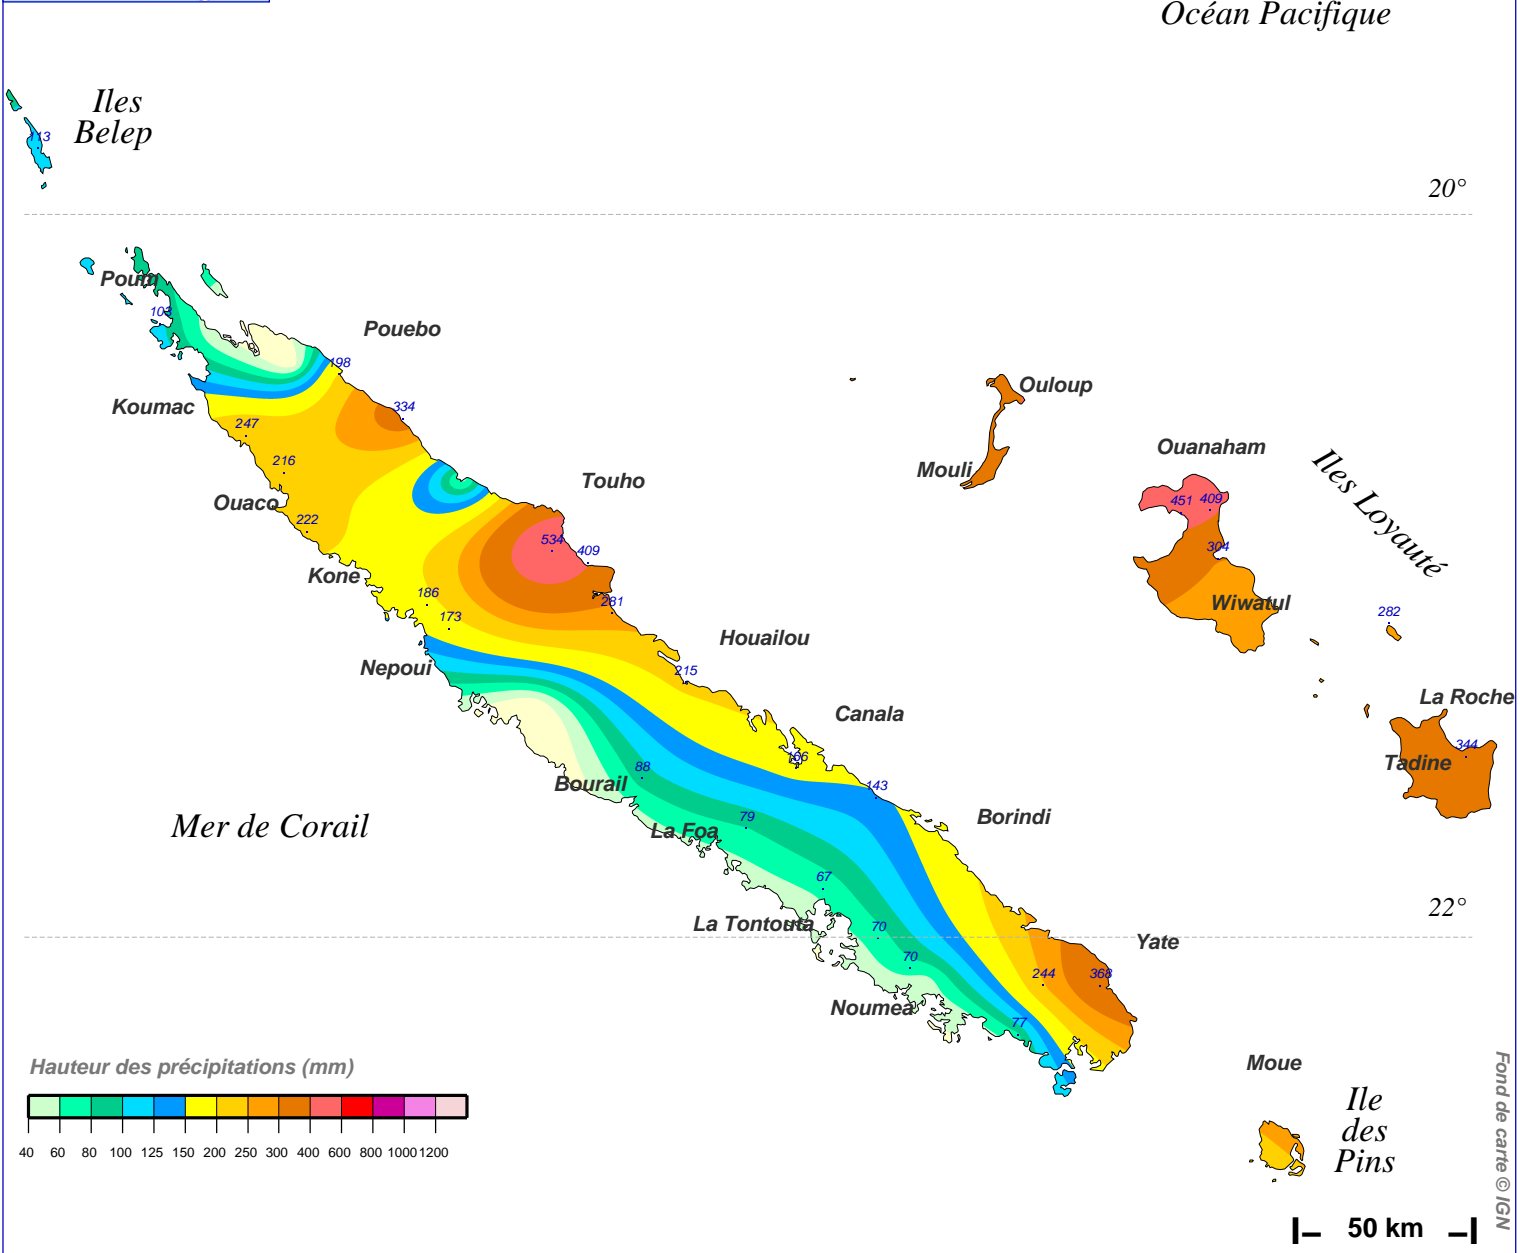 Océan Pacifique
Iles
Belep
113
20°
Poum
103
Pouebo
198
Koumac
334
247
216
Ouaco
222
Touho
534
409
Kone
186
173
281
Nepoui
Houailou
215
Canala
166
143
Borindi
88
Bourail
79
La Foa
67
La Tontouta
70
70
Noumea
77
Yate
244
368
Ouloup
Mouli
Ouanaham
451
409
304
Wiwatul
Iles Loyauté
282
La Roche
344
Tadine
Mer de Corail
22°
Moue
Ile
des
Pins
Hauteur des précipitations (mm)
40 60 80 100 125 150 200 250 300 400 600 800 1000 1200
Fond de carte © IGN
50 km